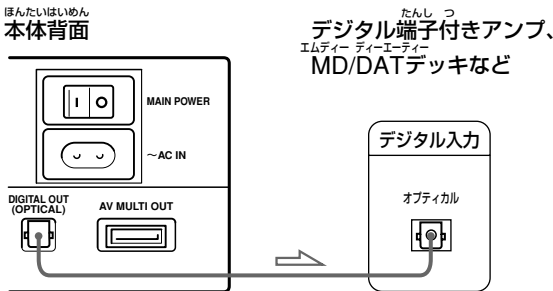 ほんたいはいめん
本体背面
たんし つ
デジタル端子付きアンプ、
エムディー ディーエーティー
MD/DATデッキなど
MAIN POWER
～AC IN
DIGITAL OUT
(OPTICAL)
AV MULTI OUT
デジタル入力
オプティカル